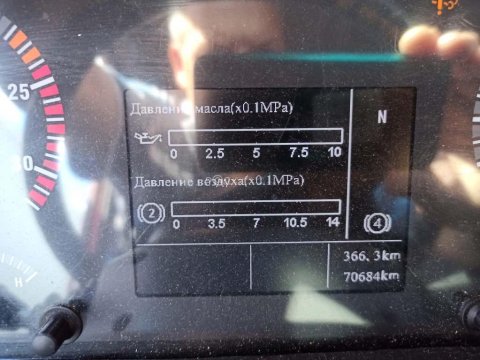 Давление масла(x0.1MPa)
N
0 2.5 5 7.5 10
Давление воздуха(x0.1MPa)
2
0 3.5 7 10.5 14
4
366.3km
70684km
25
30
H